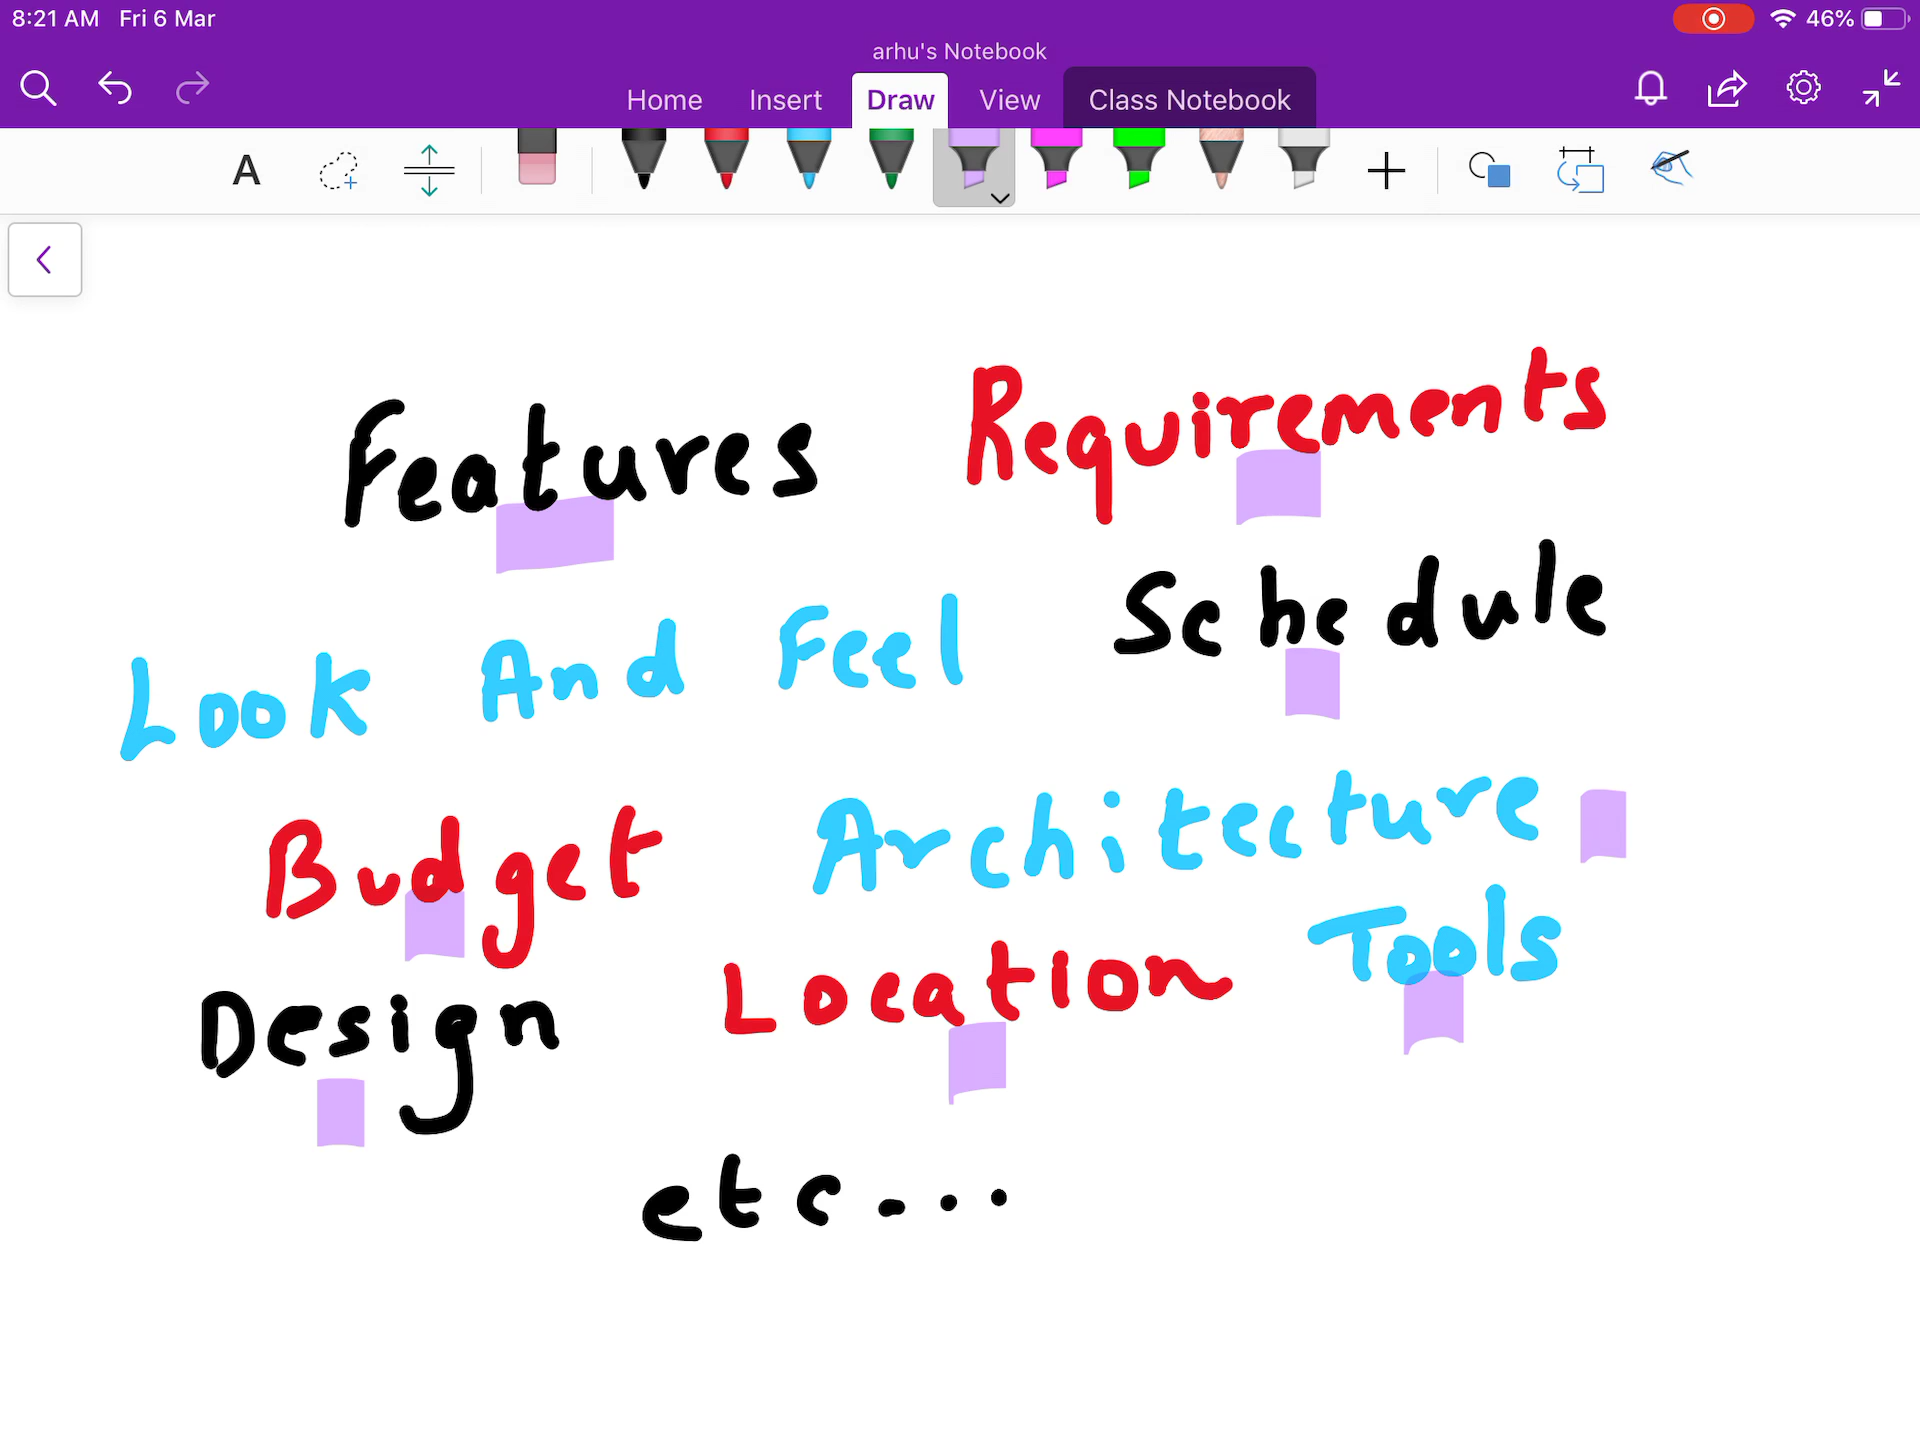 8:21 AM Fri 6 Mar
46%
arhu's Notebook
Home Insert Draw View Class Notebook
A
Features Requirements
Look And Feel Schedule
Budget Architecture
Design Location Tools
etc...